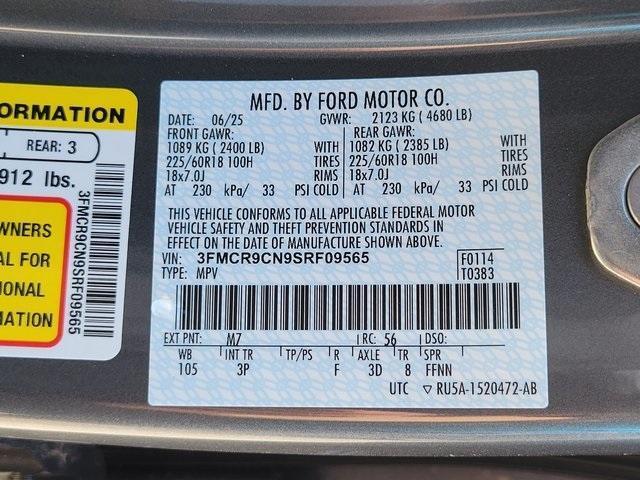 ORMATION
REAR: 3
912 lbs.
WNERS
AL FOR
IONAL
MATION
3FMCR9CN9SRF09565
MFD. BY FORD MOTOR CO.
DATE: 06/25 GVWR: 2123 KG ( 4680 LB)
FRONT GAWR: REAR GAWR:
1089 KG ( 2400 LB) WITH 1082 KG ( 2385 LB) WITH
225/60R18 100H TIRES 225/60R18 100H TIRES
18x7.0J RIMS 18x7.0J RIMS
AT 230 kPa/ 33 PSI COLD AT 230 kPa/ 33 PSI COLD
THIS VEHICLE CONFORMS TO ALL APPLICABLE FEDERAL MOTOR
VEHICLE SAFETY AND THEFT PREVENTION STANDARDS IN
EFFECT ON THE DATE OF MANUFACTURE SHOWN ABOVE.
VIN: 3FMCR9CN9SRF09565 F0114
TYPE: MPV T0383
EXT PNT: M7 RC: 56 DSO:
WB INT TR TP/PS R AXLE TR SPR
105 3P F 3D 8 FFNN
UTC ▽ RU5A-1520472-AB